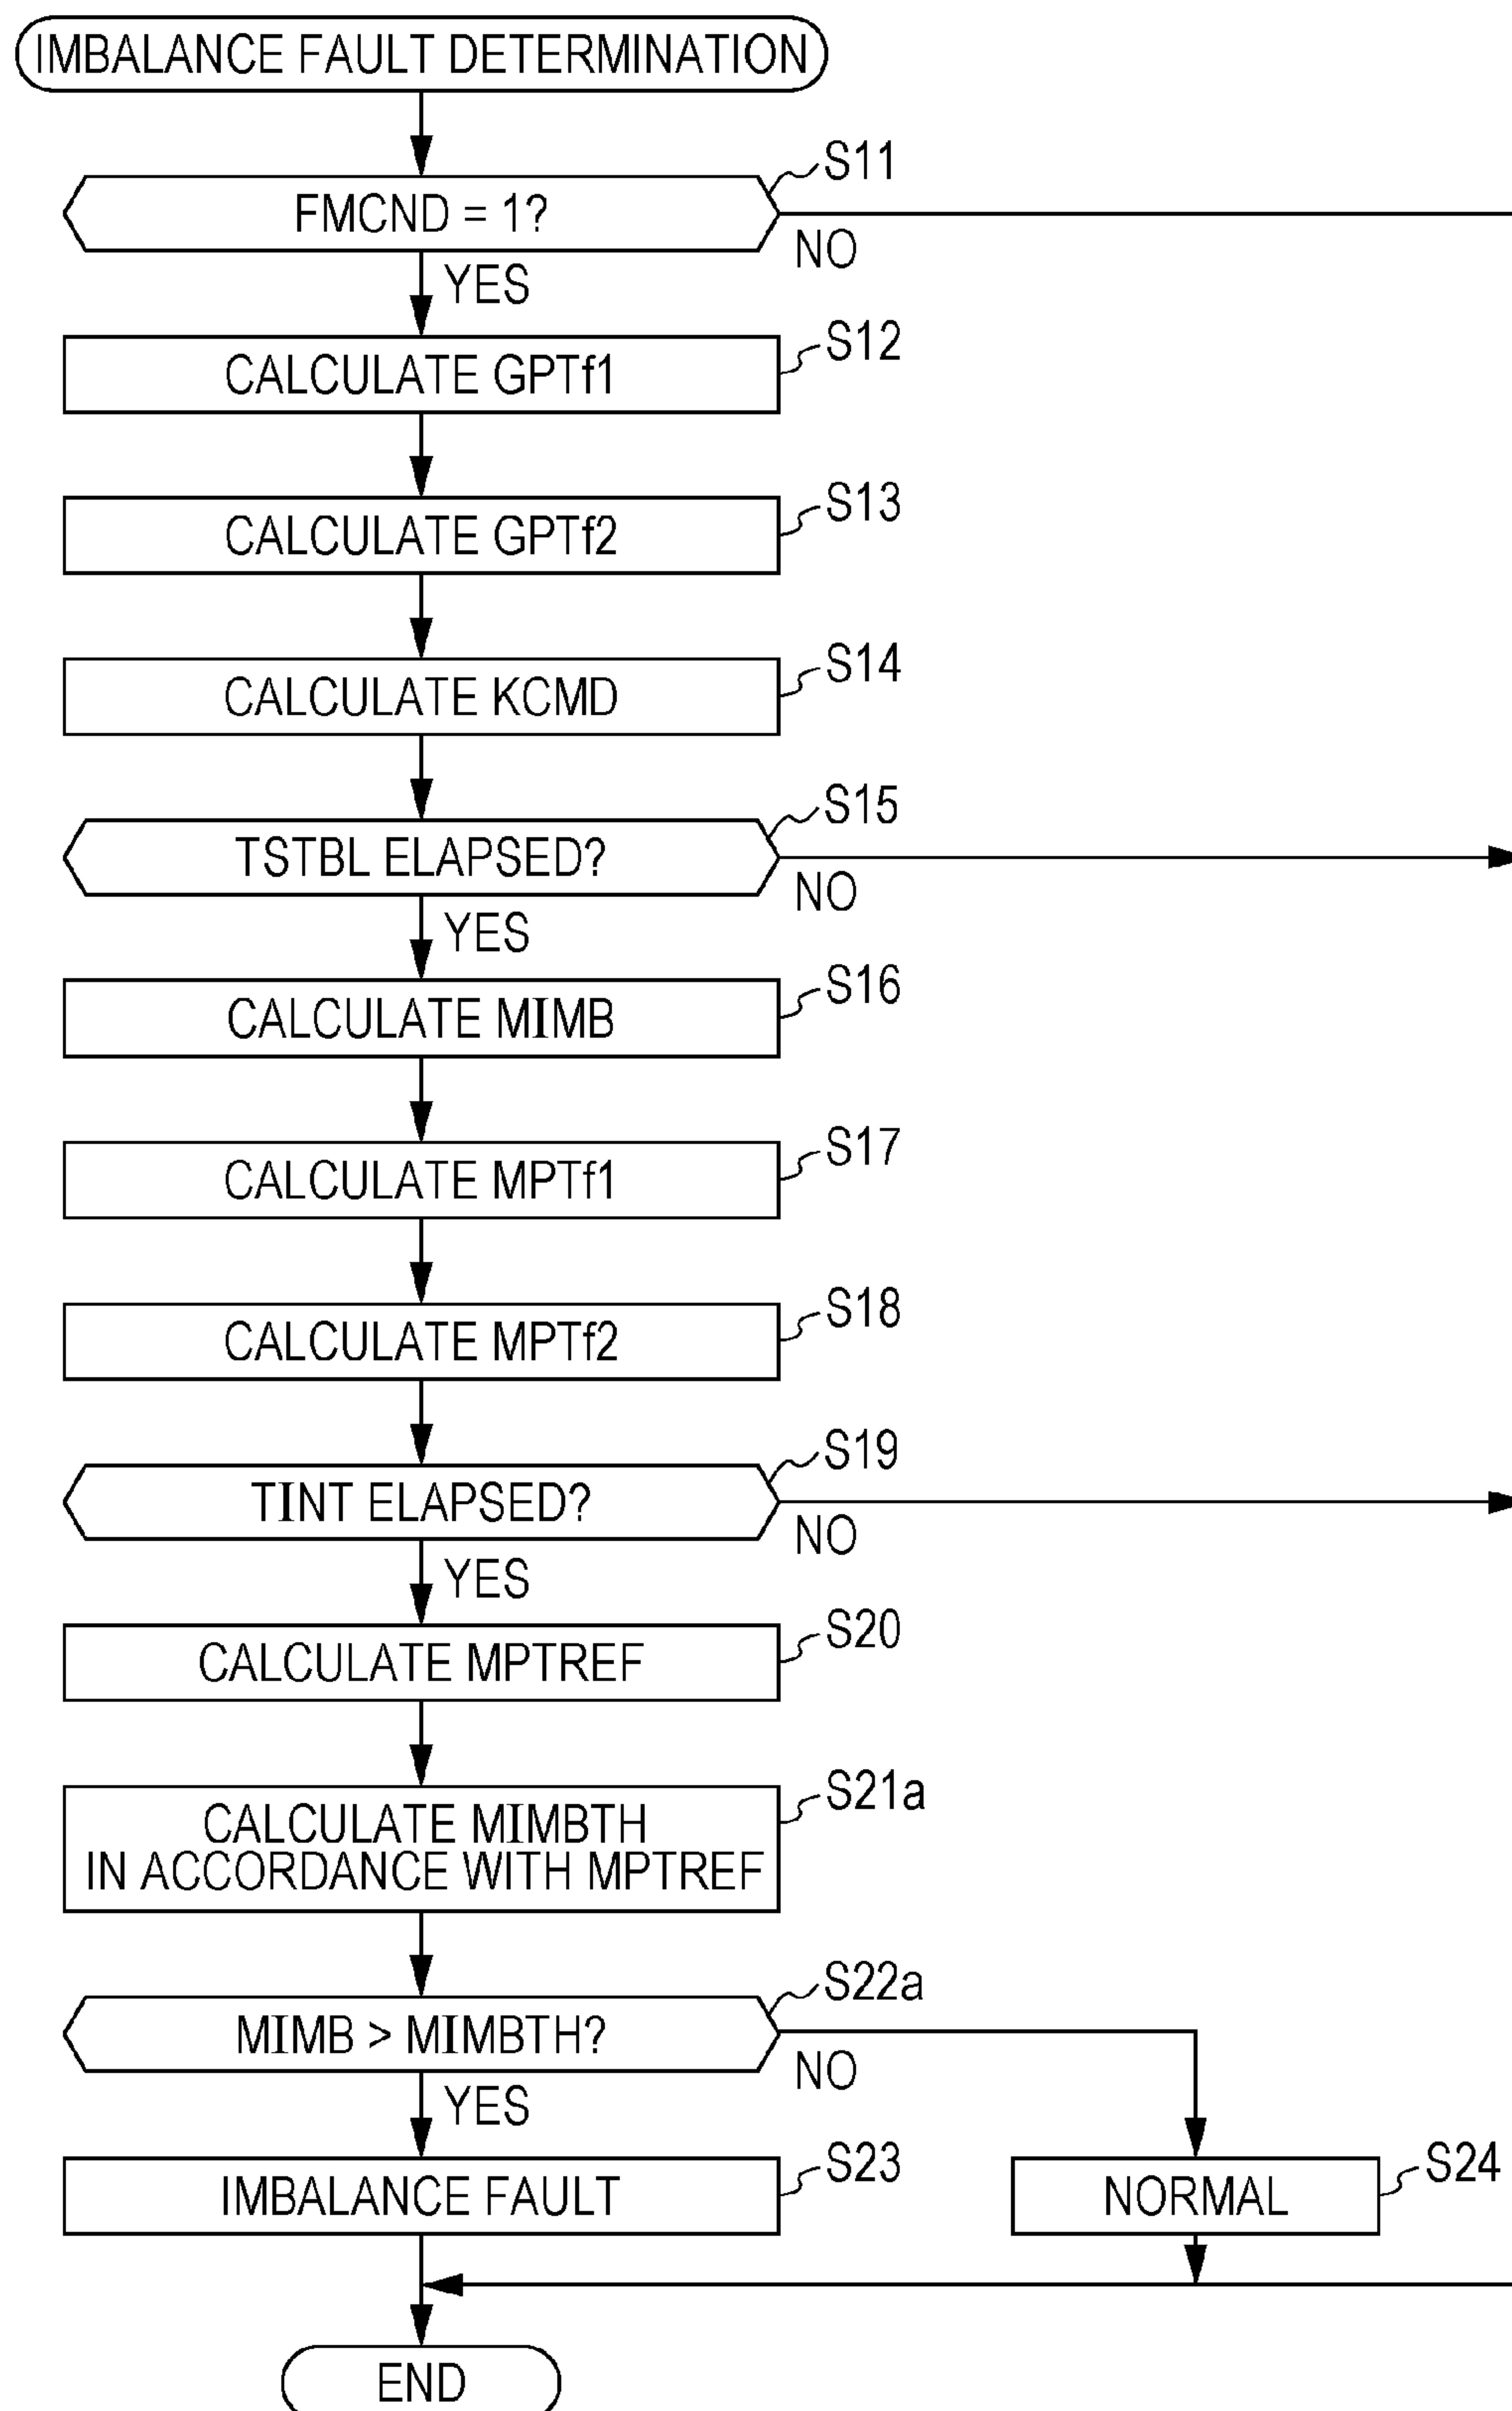 IMBALANCE FAULT DETERMINATION
S11
FMCND = 1?
NO
YES
S12
CALCULATE GPTf1
S13
CALCULATE GPTf2
S14
CALCULATE KCMD
S15
TSTBL ELAPSED?
NO
YES
S16
CALCULATE MIMB
S17
CALCULATE MPTf1
S18
CALCULATE MPTf2
S19
TINT ELAPSED?
NO
YES
S20
CALCULATE MPTREF
S21a
CALCULATE MIMBTH
IN ACCORDANCE WITH MPTREF
S22a
MIMB > MIMBTH?
NO
YES
S23
IMBALANCE FAULT
S24
NORMAL
END